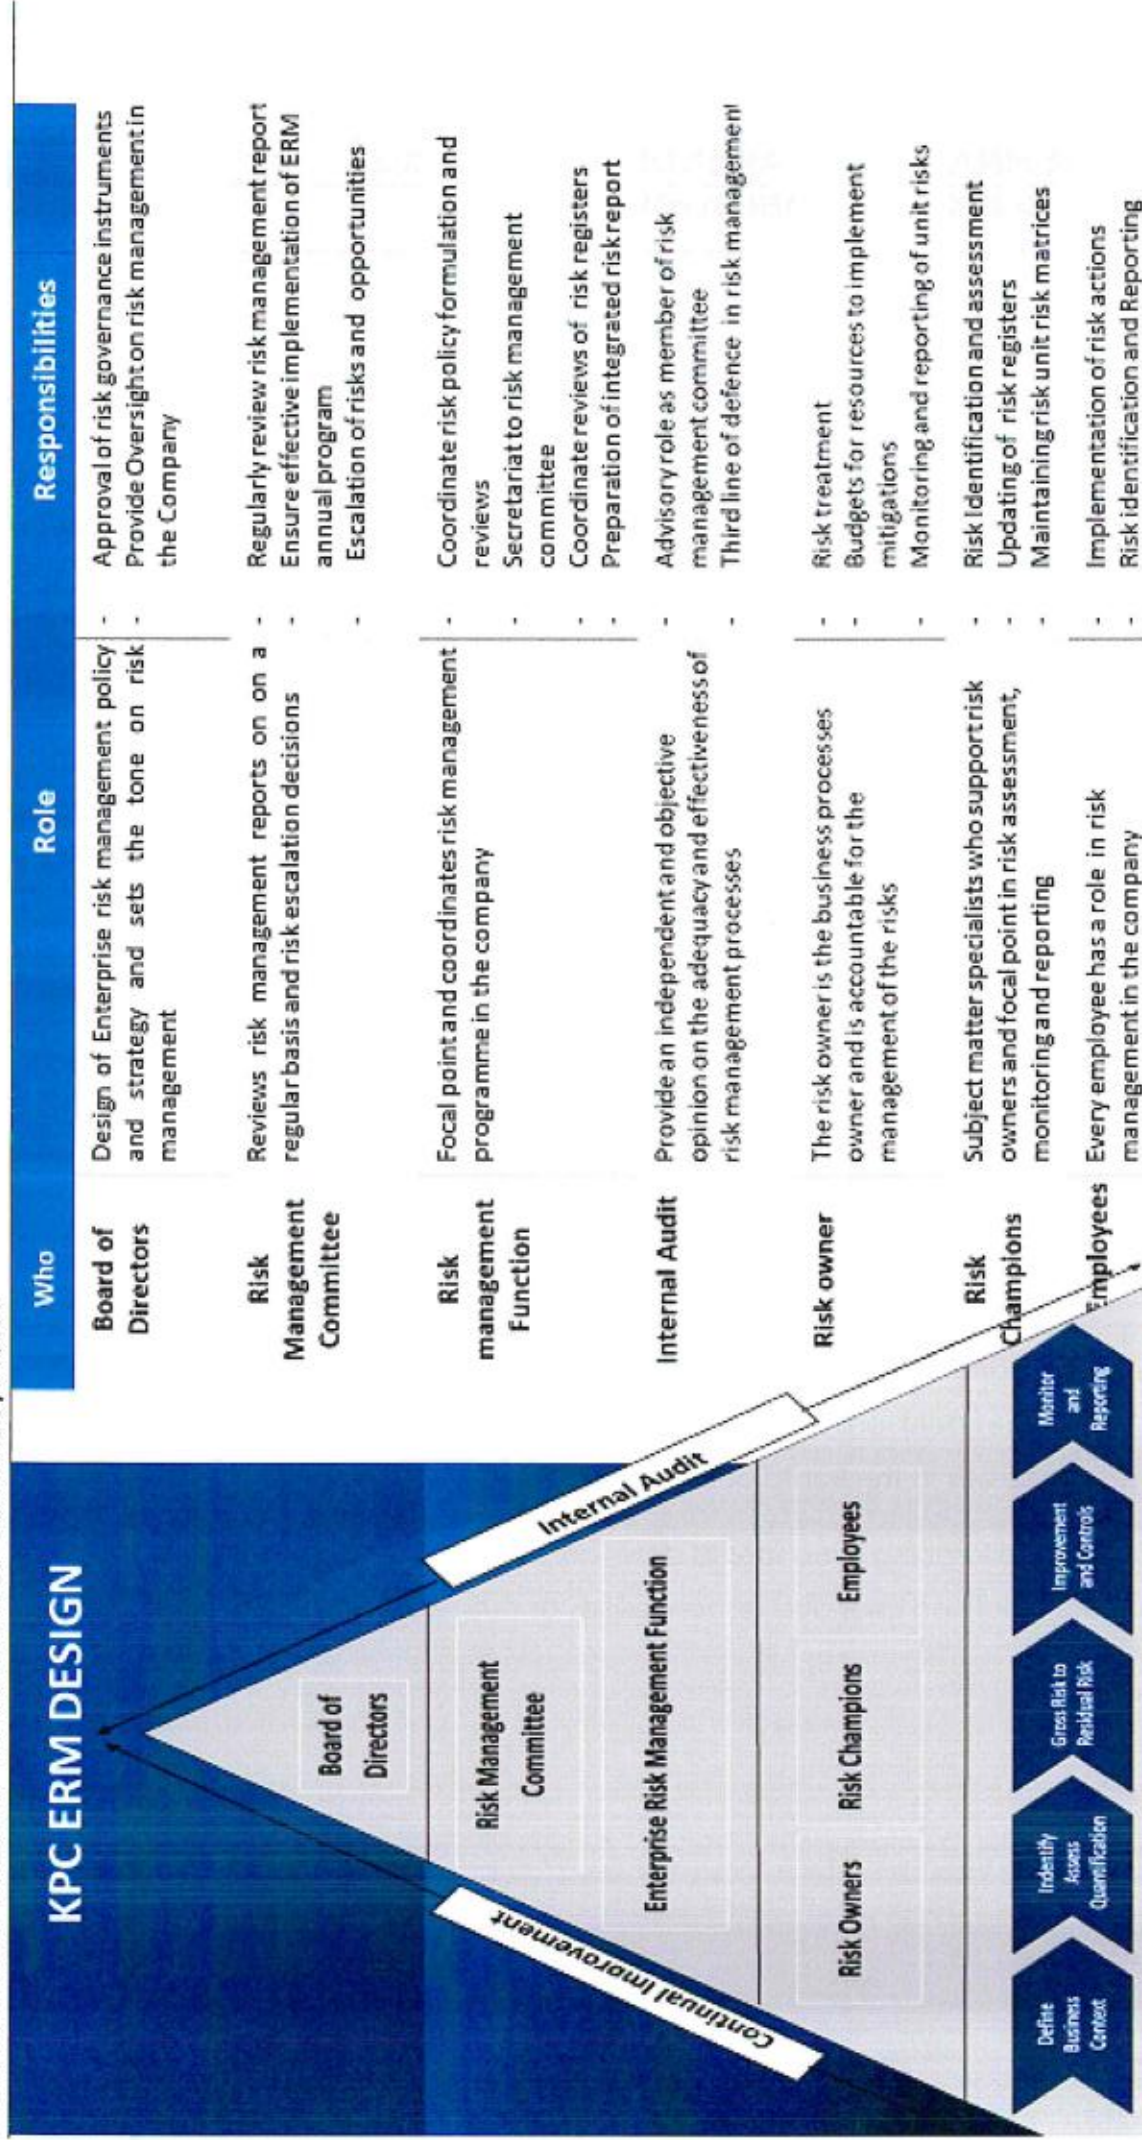 KPC ERM DESIGN
Board of
Directors
Risk Management
Committee
Enterprise Risk Management Function
Risk Owners
Risk Champions
Employees
Continual Improvement
Internal Audit
Define
Business
Context
Indentify
Assess
Quantification
Gross Risk to
Residual Risk
Improvement
and Controls
Monitor
and
Reporting
Who
Role
Responsibilities
Board of
Directors
Design of Enterprise risk management policy
and strategy and sets the tone on risk
management
- Approval of risk governance instruments
- Provide Oversight on risk management in
the Company
Risk
Management
Committee
Reviews risk management reports on on a
regular basis and risk escalation decisions
- Regularly review risk management report
- Ensure effective implementation of ERM
annual program
- Escalation of risks and opportunities
Risk
management
Function
Focal point and coordinates risk management
programme in the company
- Coordinate risk policy formulation and
reviews
- Secretariat to risk management
committee
- Coordinate reviews of risk registers
- Preparation of integrated risk report
Internal Audit
Provide an independent and objective
opinion on the adequacy and effectiveness of
risk management processes
- Advisory role as member of risk
management committee
- Third line of defence in risk management
Risk owner
The risk owner is the business processes
owner and is accountable for the
management of the risks
- Risk treatment
- Budgets for resources to implement
mitigations
- Monitoring and reporting of unit risks
Risk
Champions
Subject matter specialists who support risk
owners and focal point in risk assessment,
monitoring and reporting
- Risk Identification and assessment
- Updating of risk registers
- Maintaining risk unit risk matrices
Employees
Every employee has a role in risk
management in the company
- Implementation of risk actions
- Risk identification and Reporting